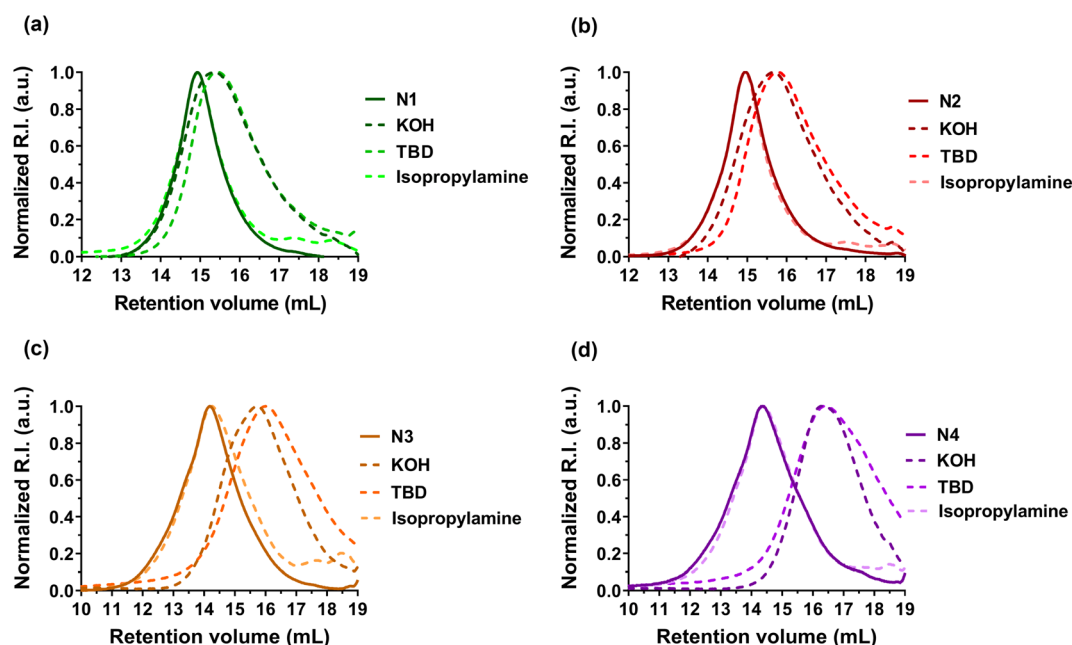 (a)
Normalized R.I. (a.u.)
1.0
0.8
0.6
0.4
0.2
0.0
12 13 14 15 16 17 18 19
Retention volume (mL)
N1
KOH
TBD
Isopropylamine
(b)
Normalized R.I. (a.u.)
1.0
0.8
0.6
0.4
0.2
0.0
12 13 14 15 16 17 18 19
Retention volume (mL)
N2
KOH
TBD
Isopropylamine
(c)
Normalized R.I. (a.u.)
1.0
0.8
0.6
0.4
0.2
0.0
10 11 12 13 14 15 16 17 18 19
Retention volume (mL)
N3
KOH
TBD
Isopropylamine
(d)
Normalized R.I. (a.u.)
1.0
0.8
0.6
0.4
0.2
0.0
10 11 12 13 14 15 16 17 18 19
Retention volume (mL)
N4
KOH
TBD
Isopropylamine